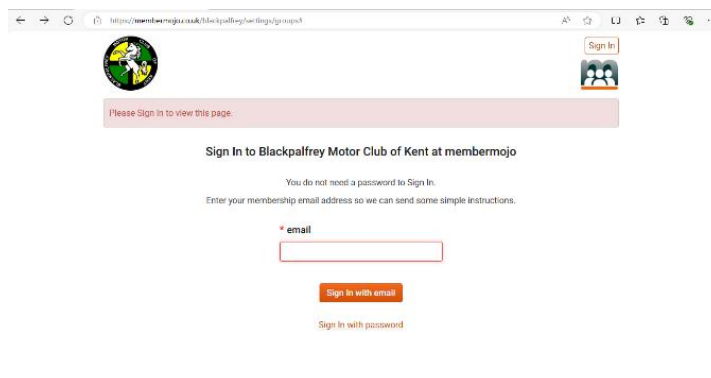 https://membermojo.co.uk/blackpalfrey/settings/groups#
Sign In
Please Sign In to view this page.
Sign In to Blackpalfrey Motor Club of Kent at membermojo
You do not need a password to Sign In.
Enter your membership email address so we can send some simple instructions.
* email
Sign In with email
Sign In with password